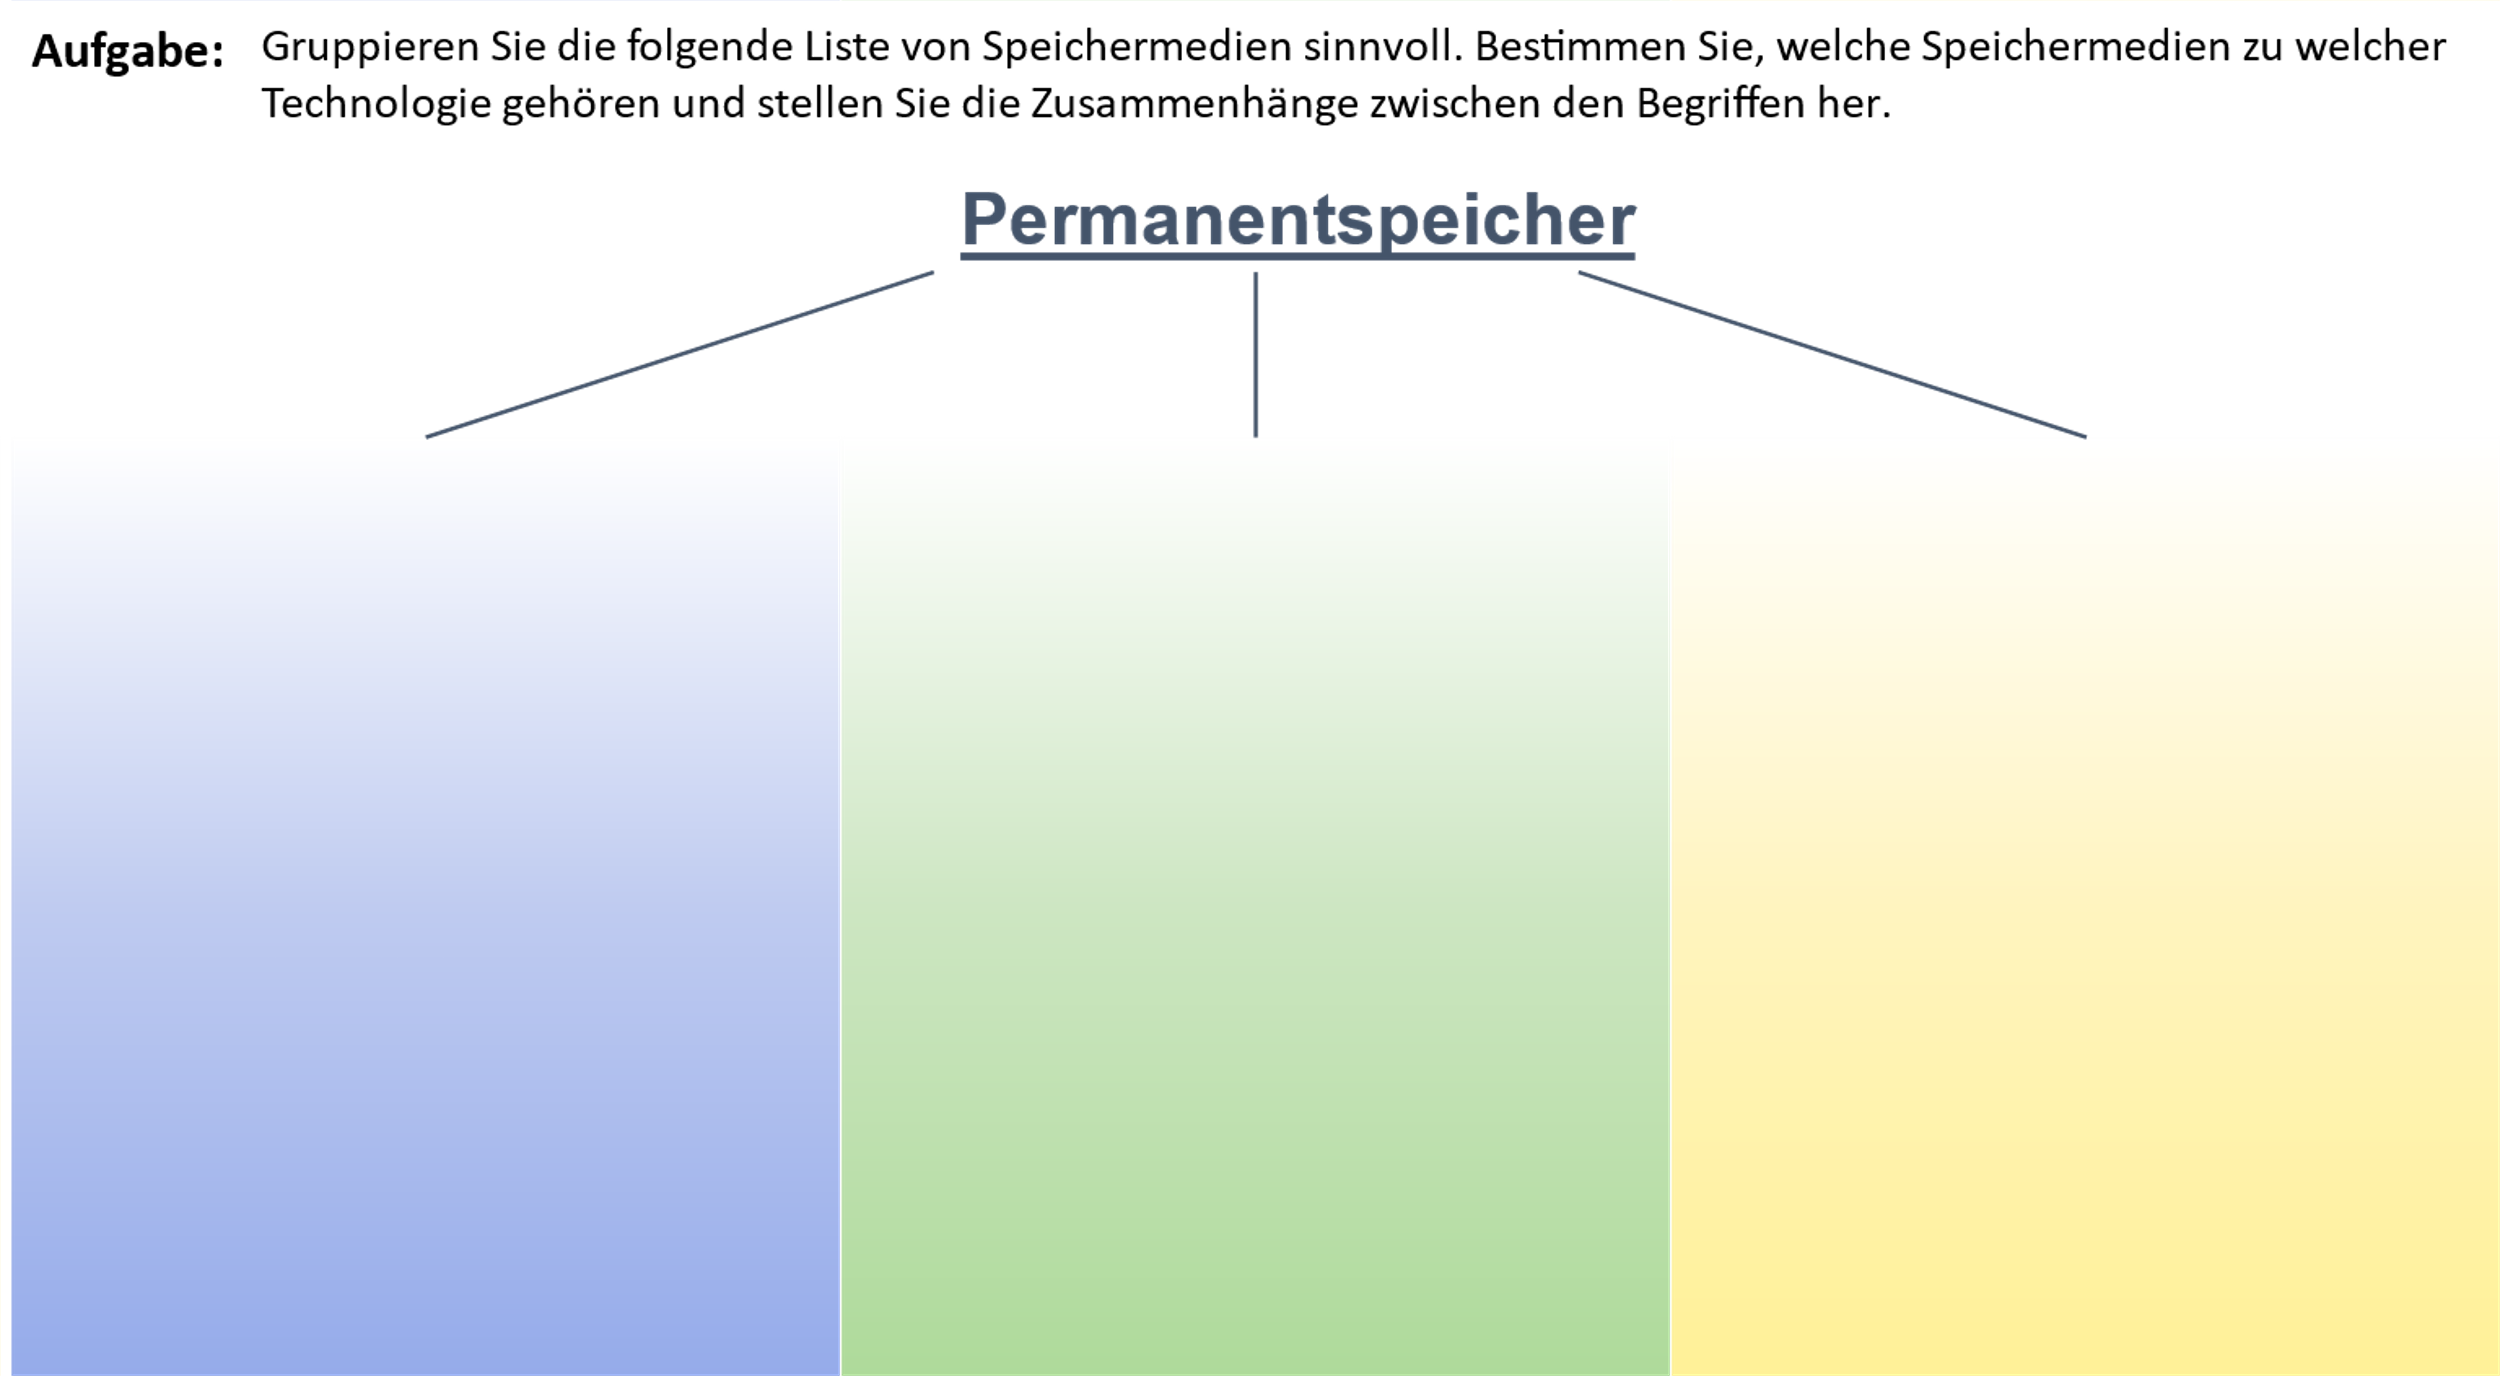 Aufgabe: Gruppieren Sie die folgende Liste von Speichermedien sinnvoll. Bestimmen Sie, welche Speichermedien zu welcher
Technologie gehören und stellen Sie die Zusammenhänge zwischen den Begriffen her.
Permanentspeicher